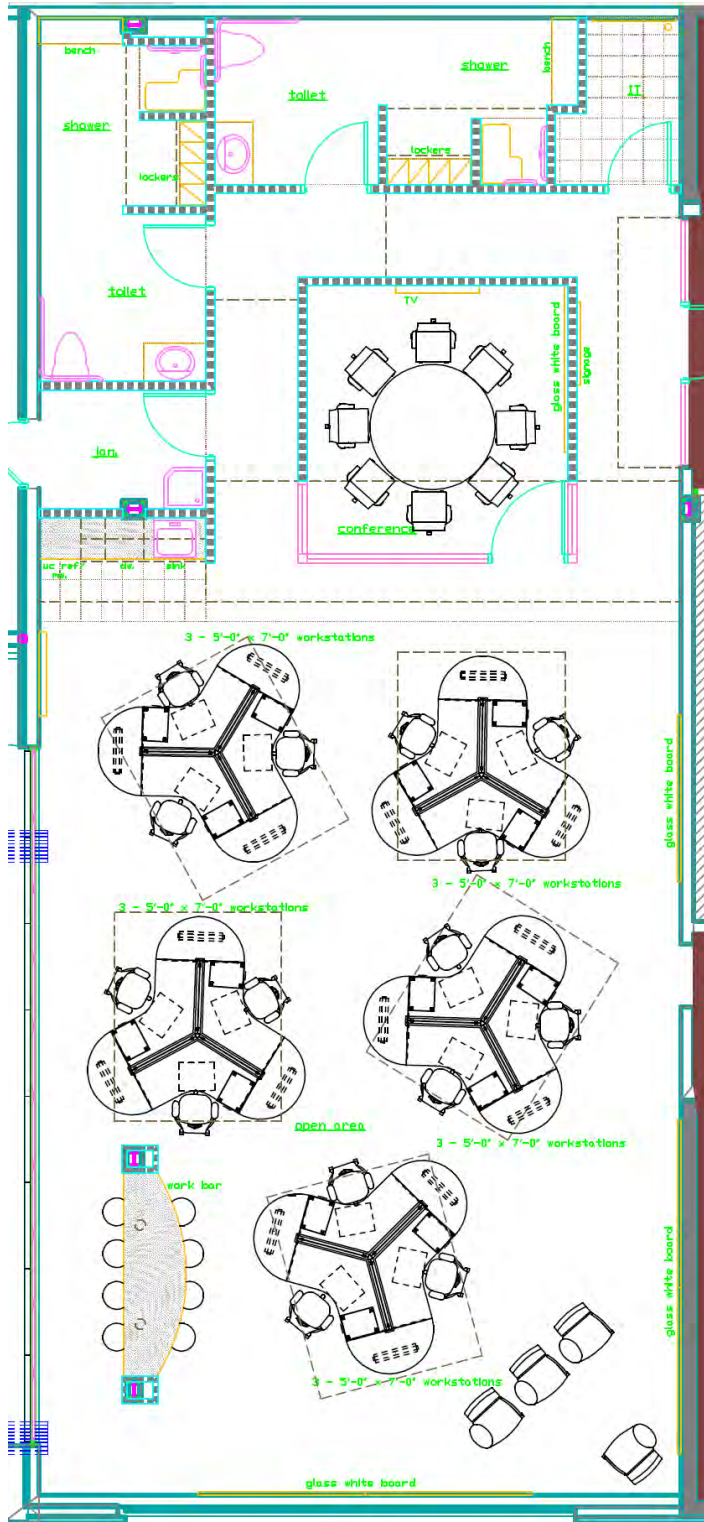 bench
shower
bench
toilet
IT
shower
lockers
lockers
toilet
TV
glass white board
signage
jan.
conference
uc ref/
mw.
dw.
sink
3 - 5'-0" x 7'-0" workstations
glass white board
3 - 5'-0" x 7'-0" workstations
3 - 5'-0" x 7'-0" workstations
open area
3 - 5'-0" x 7'-0" workstations
work bar
glass white board
3 - 5'-0" x 7'-0" workstations
glass white board